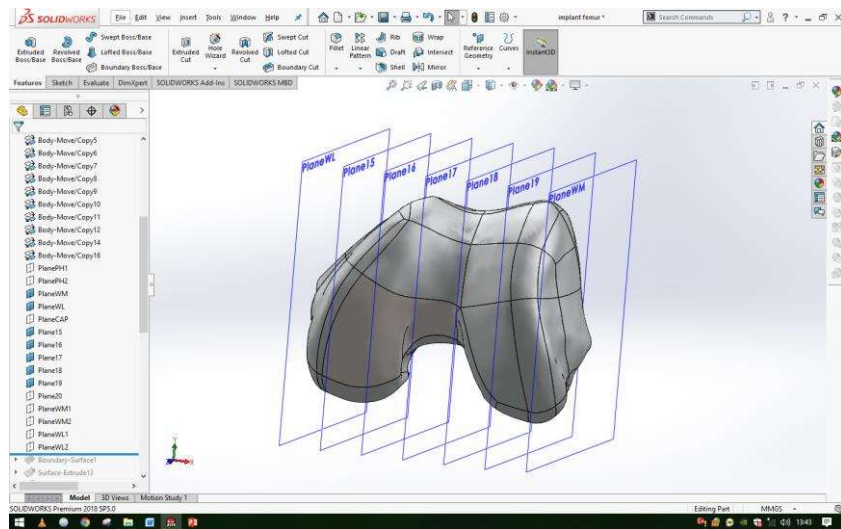 SOLIDWORKS File Edit View Insert Tools Window Help implant femur * Search Commands
Extruded Boss/Base Revolved Boss/Base Swept Boss/Base Lofted Boss/Base Boundary Boss/Base Extruded Cut Hole Wizard Revolved Cut Swept Cut Lofted Cut Boundary Cut Fillet Linear Pattern Rib Draft Shell Wrap Intersect Mirror Reference Geometry Curves Instant3D
Features Sketch Evaluate DimXpert SOLIDWORKS Add-Ins SOLIDWORKS MBD
Body-Move/Copy5
Body-Move/Copy6
Body-Move/Copy7
Body-Move/Copy8
Body-Move/Copy9
Body-Move/Copy10
Body-Move/Copy11
Body-Move/Copy12
Body-Move/Copy14
Body-Move/Copy16
PlanePH1
PlanePH2
PlaneWM
PlaneWL
PlaneCAP
Plane15
Plane16
Plane17
Plane18
Plane19
Plane20
PlaneWM1
PlaneWM2
PlaneWL1
PlaneWL2
Boundary-Surface1
Surface-Extrude13
PlaneWL
Plane15
Plane16
Plane17
Plane18
Plane19
PlaneWM
Y
X
Model 3D Views Motion Study 1
SOLIDWORKS Premium 2018 SP5.0 Editing Part MMGS
13:43